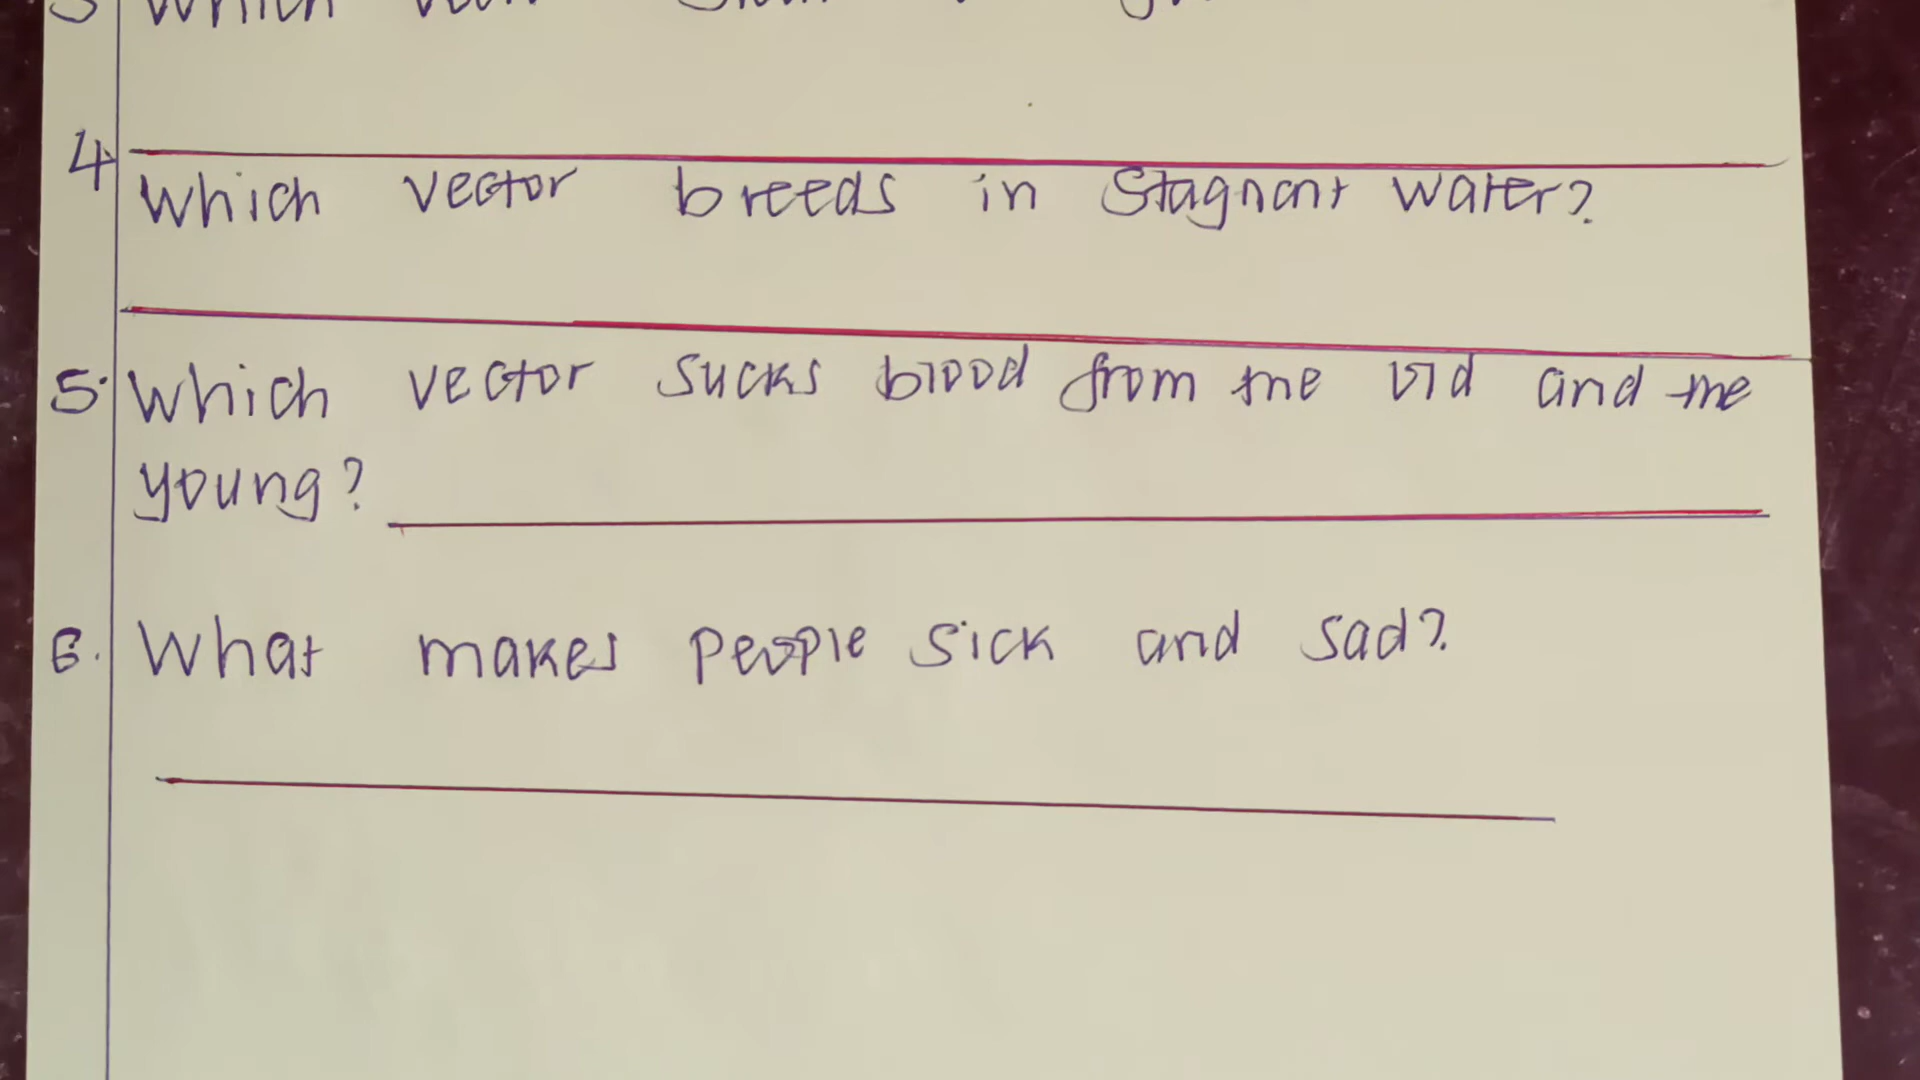 Which
4 Which vector breeds in stagnant water?
5. Which vector sucks blood from the old and the
young?
6. What makes people sick and sad?